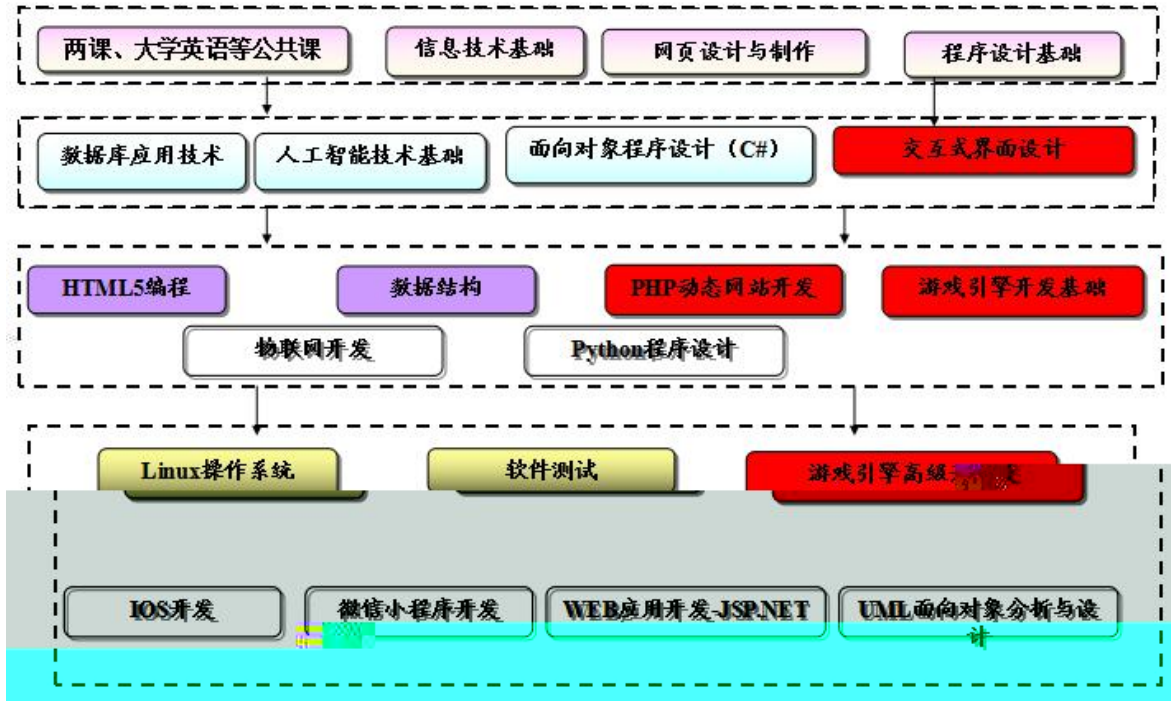 两课、大学英语等公共课
信息技术基础
网页设计与制作
程序设计基础
数据库应用技术
人工智能技术基础
面向对象程序设计（C#）
交互式界面设计
HTML5编程
数据结构
PHP动态网站开发
游戏引擎开发基础
物联网开发
Python程序设计
Linux操作系统
软件测试
游戏引擎高级
IOS开发
微信小程序开发
WEB应用开发-JSP.NET
UML面向对象分析与设
计